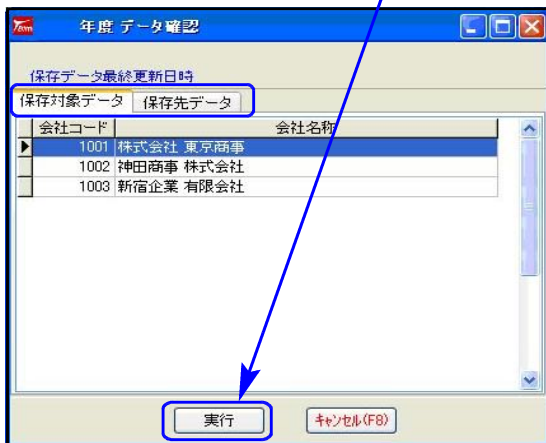 Team 年度 データ確認
保存データ最終更新日時
保存対象データ 保存先データ
会社コード 会社名称
1001 株式会社 東京商事
1002 神田商事 株式会社
1003 新宿企業 有限会社
実行 キャンセル(F8)